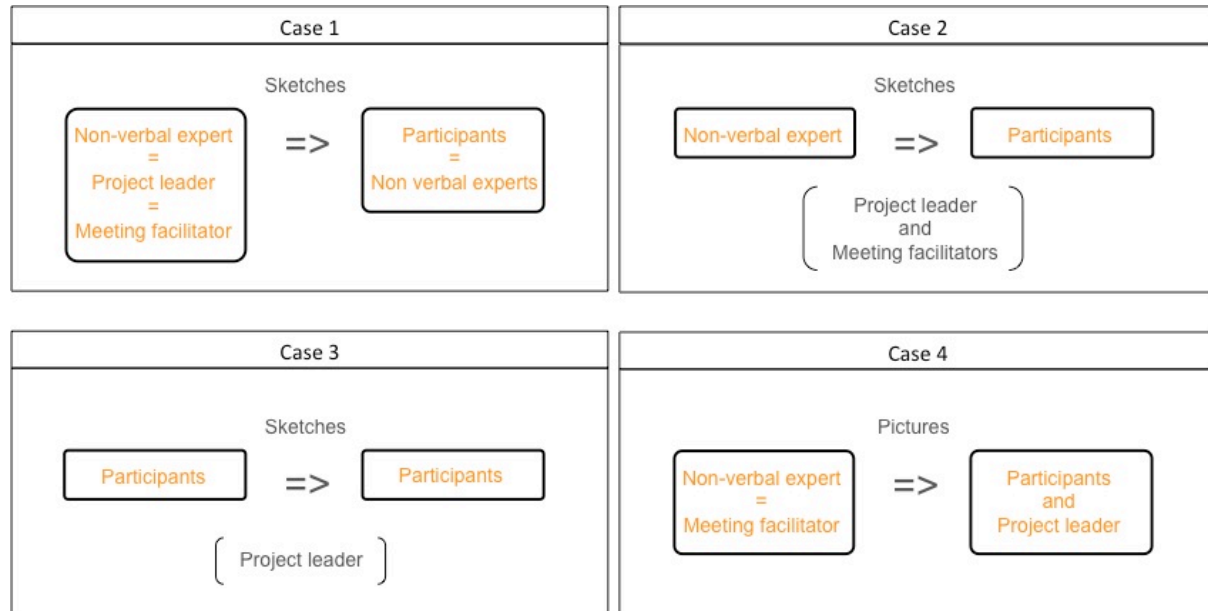 Case 1
Sketches
Non-verbal expert
=
Project leader
=
Meeting facilitator
=>
Participants
=
Non verbal experts
Case 2
Sketches
Non-verbal expert
=>
Participants
Project leader
and
Meeting facilitators
Case 3
Sketches
Participants
=>
Participants
Project leader
Case 4
Pictures
Non-verbal expert
=
Meeting facilitator
=>
Participants
and
Project leader